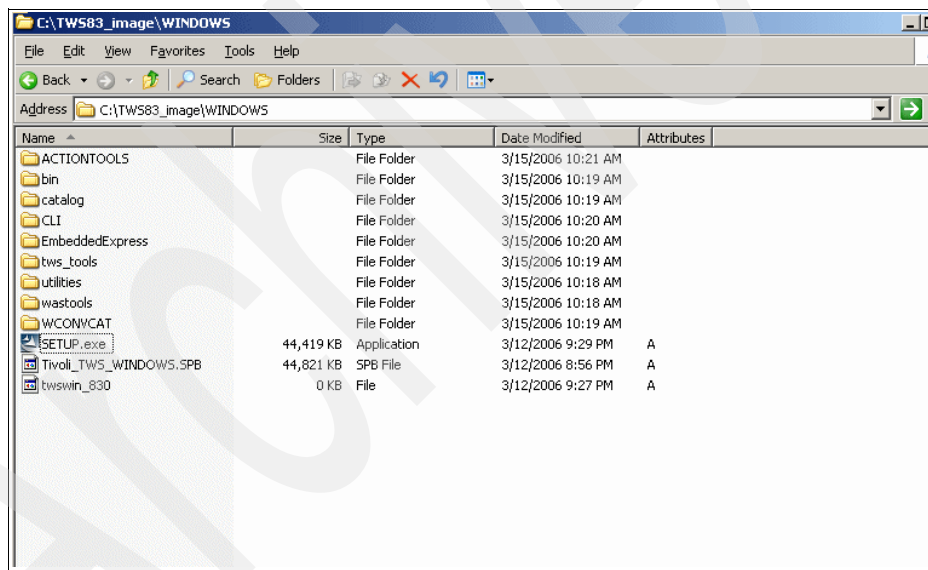 C:\TWS83_image\WINDOWS
File Edit View Favorites Tools Help
Back Search Folders
Address C:\TWS83_image\WINDOWS
Name Size Type Date Modified Attributes
ACTIONTOOLS File Folder 3/15/2006 10:21 AM
bin File Folder 3/15/2006 10:19 AM
catalog File Folder 3/15/2006 10:19 AM
CLI File Folder 3/15/2006 10:20 AM
EmbeddedExpress File Folder 3/15/2006 10:20 AM
tws_tools File Folder 3/15/2006 10:19 AM
utilities File Folder 3/15/2006 10:18 AM
wastools File Folder 3/15/2006 10:18 AM
WCONVCAT File Folder 3/15/2006 10:19 AM
SETUP.exe 44,419 KB Application 3/12/2006 9:29 PM A
Tivoli_TWS_WINDOWS.SPB 44,821 KB SPB File 3/12/2006 8:56 PM A
twswin_830 0 KB File 3/12/2006 9:27 PM A